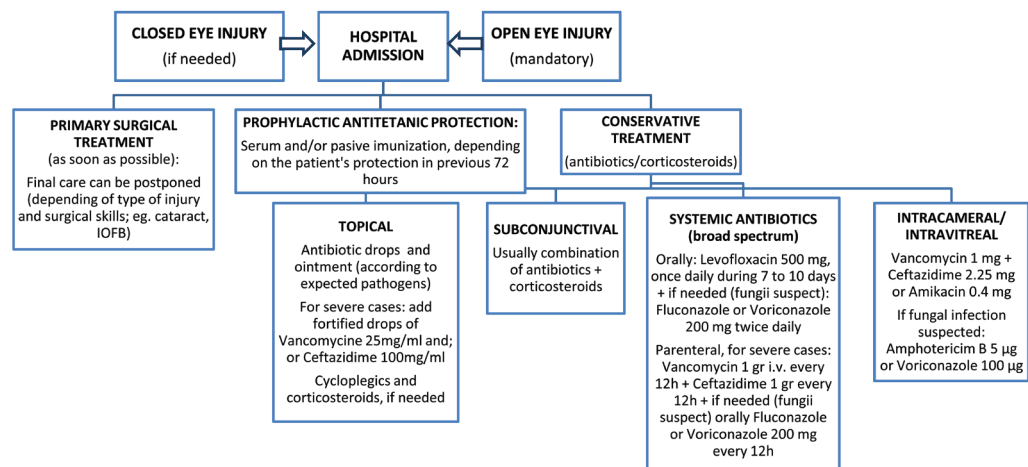 CLOSED EYE INJURY
(if needed)
HOSPITAL
ADMISSION
OPEN EYE INJURY
(mandatory)
PRIMARY SURGICAL
TREATMENT
(as soon as possible):
Final care can be postponed
(depending of type of injury
and surgical skills; eg. cataract,
IOFB)
PROPHYLACTIC ANTITETANIC PROTECTION:
Serum and/or pasive imunization, depending
on the patient's protection in previous 72
hours
CONSERVATIVE
TREATMENT
(antibiotics/corticosteroids)
TOPICAL
Antibiotic drops and
ointment (according to
expected pathogens)
For severe cases: add
fortified drops of
Vancomycine 25mg/ml and;
or Ceftazidime 100mg/ml
Cycloplegics and
corticosteroids, if needed
SUBCONJUNCTIVAL
Usually combination
of antibiotics +
corticosteroids
SYSTEMIC ANTIBIOTICS
(broad spectrum)
Orally: Levofloxacin 500 mg,
once daily during 7 to 10 days
+ if needed (fungii suspect):
Fluconazole or Voriconazole
200 mg twice daily
Parenteral, for severe cases:
Vancomycin 1 gr i.v. every
12h + Ceftazidime 1 gr every
12h + if needed (fungii
suspect) orally Fluconazole
or Voriconazole 200 mg
every 12h
INTRACAMERAL/
INTRAVITREAL
Vancomycin 1 mg +
Ceftazidime 2.25 mg
or Amikacin 0.4 mg
If fungal infection
suspected:
Amphotericim B 5 μg
or Voriconazole 100 μg